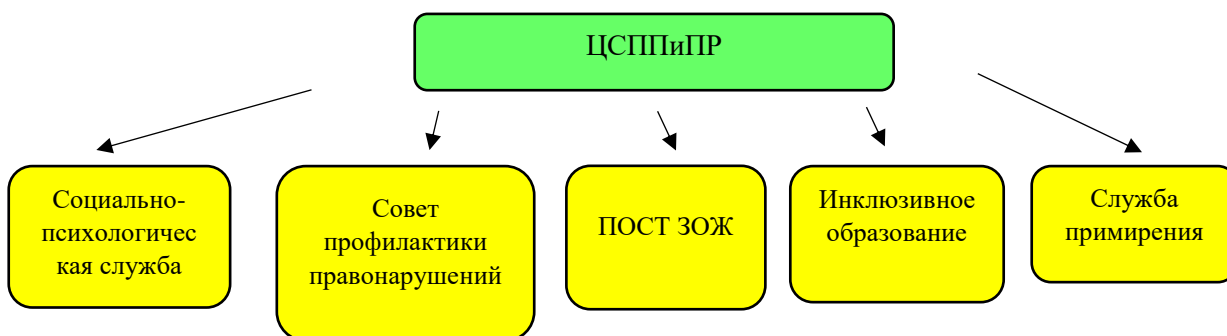 ЦСППиПР
Социально-
психологичес
кая служба
Совет
профилактики
правонарушений
ПОСТ ЗОЖ
Инклюзивное
образование
Служба
примирения